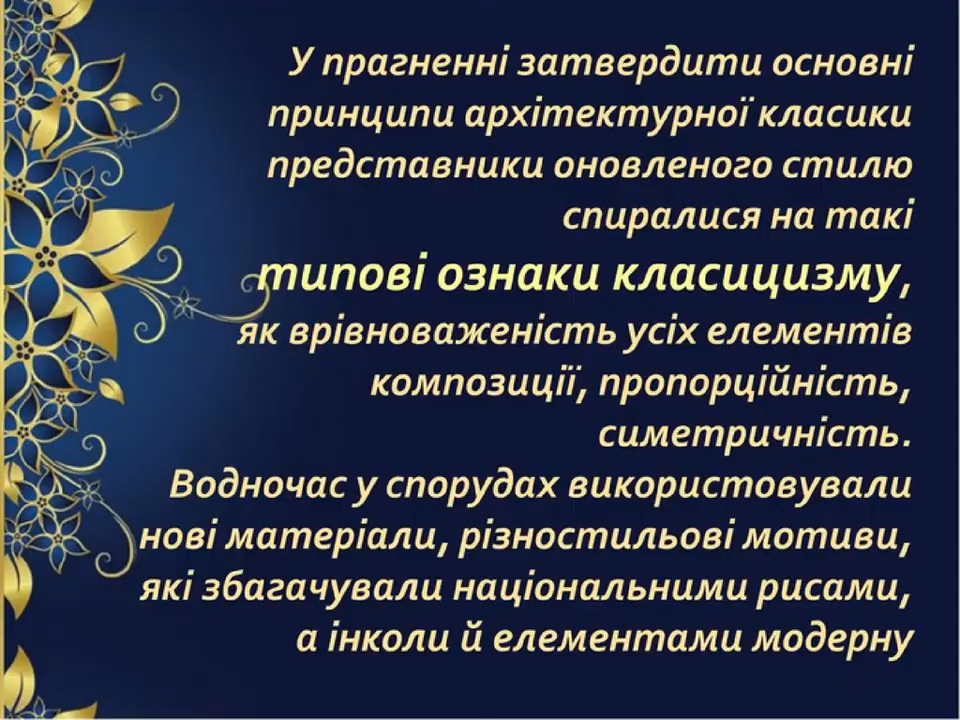 У прагненні затвердити основні
принципи архітектурної класики
представники оновленого стилю
спиралися на такі
типові ознаки класицизму,
як врівноваженість усіх елементів
композиції, пропорційність,
симетричність.
Водночас у спорудах використовували
нові матеріали, різностильові мотиви,
які збагачували національними рисами,
а інколи й елементами модерну